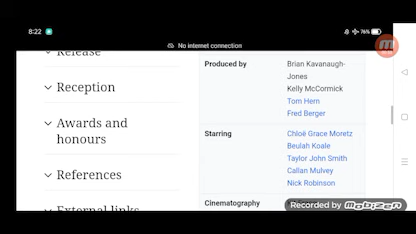 8:22
76%
No internet connection
Release
Reception
Awards and
honours
References
External links
Produced by
Brian Kavanaugh-
Jones
Kelly McCormick
Tom Hern
Fred Berger
Starring
Chloë Grace Moretz
Beulah Koale
Taylor John Smith
Callan Mulvey
Nick Robinson
Cinematography
Recorded by Mobizen